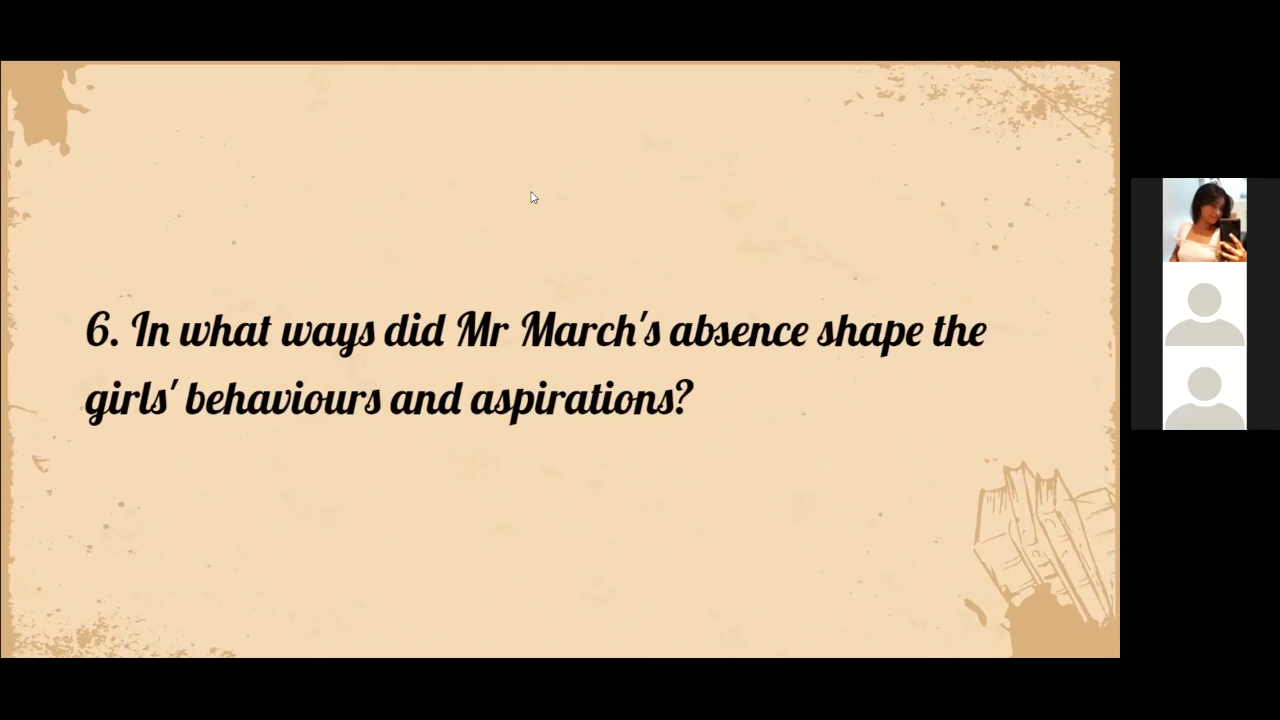 6. In what ways did Mr March's absence shape the
girls' behaviours and aspirations?